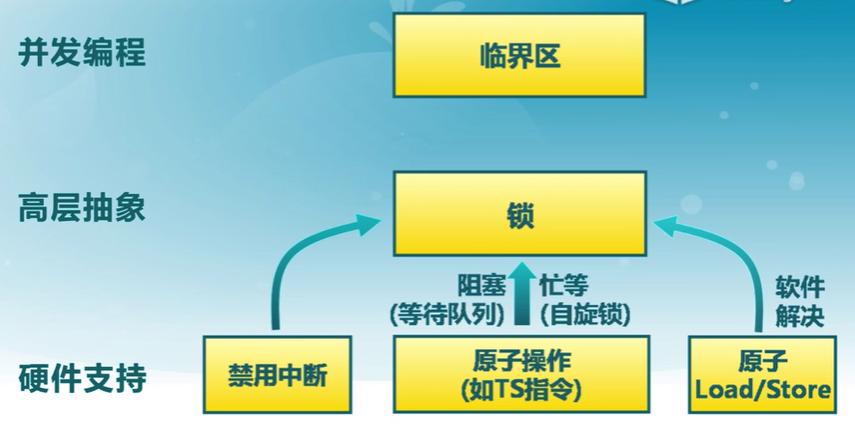 并发编程
临界区
高层抽象
锁
阻塞
(等待队列)
忙等
(自旋锁)
软件
解决
硬件支持
禁用中断
原子操作
(如TS指令)
原子
Load/Store